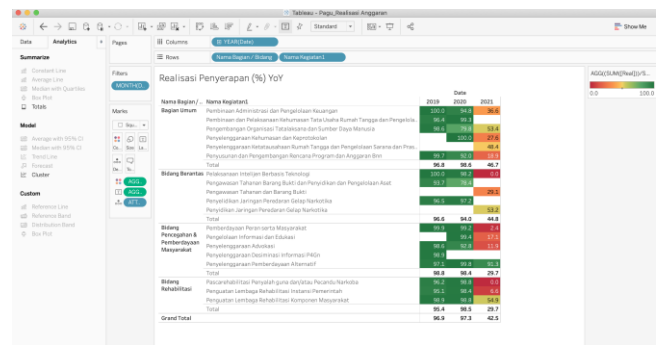 Tableau - Pagu_Realisasi Anggaran
Standard
Show Me
Data Analytics
Pages
Columns YEAR(Date)
Rows Nama Bagian / Bidang Nama Kegiatan1
Summarize
Constant Line
Average Line
Median with Quartiles
Box Plot
Totals
Model
Average with 95% CI
Median with 95% CI
Trend Line
Forecast
Cluster
Custom
Reference Line
Reference Band
Distribution Band
Box Plot
Filters
MONTH(D..
Marks
Squ...
AGG..
AGG..
ATT..
Realisasi Penyerapan (%) YoY
Date
Nama Bagian / .. Nama Kegiatan1 2019 2020 2021
Bagian Umum Pembinaan Administrasi dan Pengelolaan Keuangan 100.0 94.8 36.6
Pembinaan dan Pelaksanaan Kehumasan Tata Usaha Rumah Tangga dan Pengelola.. 96.4 99.3
Pengembangan Organisasi Tatalaksana dan Sumber Daya Manusia 98.6 79.8 53.4
Penyelenggaraan Kehumasan dan Keprotokolan 100.0 27.6
Penyelenggaraan Ketatausahaan Rumah Tangga dan Pengelolaan Sarana dan Pras.. 48.4
Penyusunan dan Pengembangan Rencana Program dan Anggaran Bnn 99.7 92.0 18.9
Total 96.8 98.6 46.7
Bidang Berantas Pelaksanaan Intelijen Berbasis Teknologi 100.0 98.2 0.0
Pengawasan Tahanan Barang Bukti dan Penyidikan dan Pengelolaan Aset 93.7 78.4
Pengawasan Tahanan dan Barang Bukti 29.1
Penyelidikan Jaringan Peredaran Gelap Narkotika 96.5 97.2
Penyidikan Jaringan Peredaran Gelap Narkotika 53.2
Total 96.6 94.0 44.8
Bidang Pencegahan & Pemberdayaan Masyarakat Pemberdayaan Peran serta Masyarakat 99.9 99.2 2.4
Pengelolaan Informasi dan Edukasi 99.4 17.1
Penyelenggaraan Advokasi 98.6 92.8 11.9
Penyelenggaraan Desiminasi Informasi P4Gn 98.9
Penyelenggaraan Pemberdayaan Alternatif 97.1 99.8 91.3
Total 98.8 98.4 29.7
Bidang Rehabilitasi Pascarehabilitasi Penyalah guna dan/atau Pecandu Narkoba 96.2 98.8 0.0
Penguatan Lembaga Rehabilitasi Instansi Pemerintah 95.1 98.4 6.6
Penguatan Lembaga Rehabilitasi Komponen Masyarakat 98.9 98.8 54.9
Total 95.4 98.5 29.7
Grand Total 96.9 97.3 42.5
AGG((SUM([Real])/S...
0.0 100.0